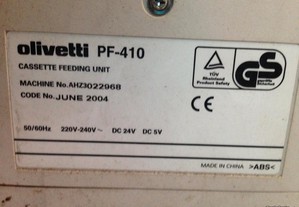 olivetti PF-410
CASSETTE FEEDING UNIT
MACHINE No.AHZ3022968
CODE No.JUNE 2004
TÜV
Rheinland
Product Safety
GS
CE
50/60Hz 220V-240V~ DC 24V DC 5V
MADE IN CHINA >ABS<